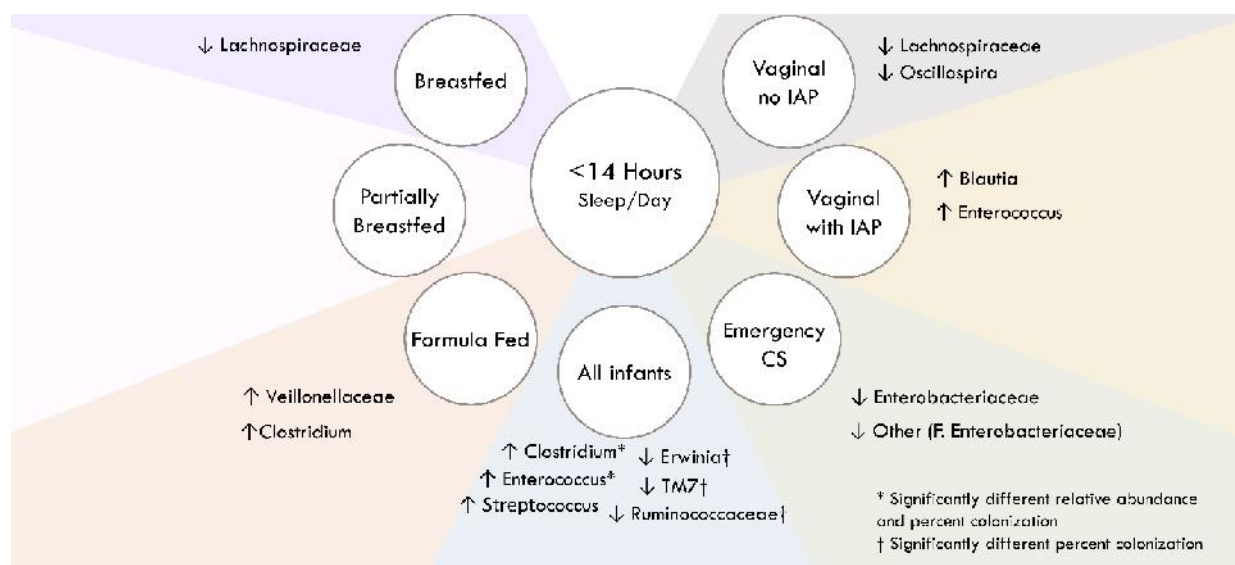 ↓ Lachnospiraceae
Breastfed
Partially
Breastfed
Formula Fed
↑ Veillonellaceae
↑Clostridium
<14 Hours
Sleep/Day
All infants
↑ Clostridium*
↑ Enterococcus*
↑ Streptococcus
↓ Erwinia†
↓ TM7†
↓ Ruminococcaceae†
Vaginal
no IAP
↓ Lachnospiraceae
↓ Oscillospira
Vaginal
with IAP
↑ Blautia
↑ Enterococcus
Emergency
CS
↓ Enterobacteriaceae
↓ Other (F. Enterobacteriaceae)
* Significantly different relative abundance
and percent colonization
† Significantly different percent colonization